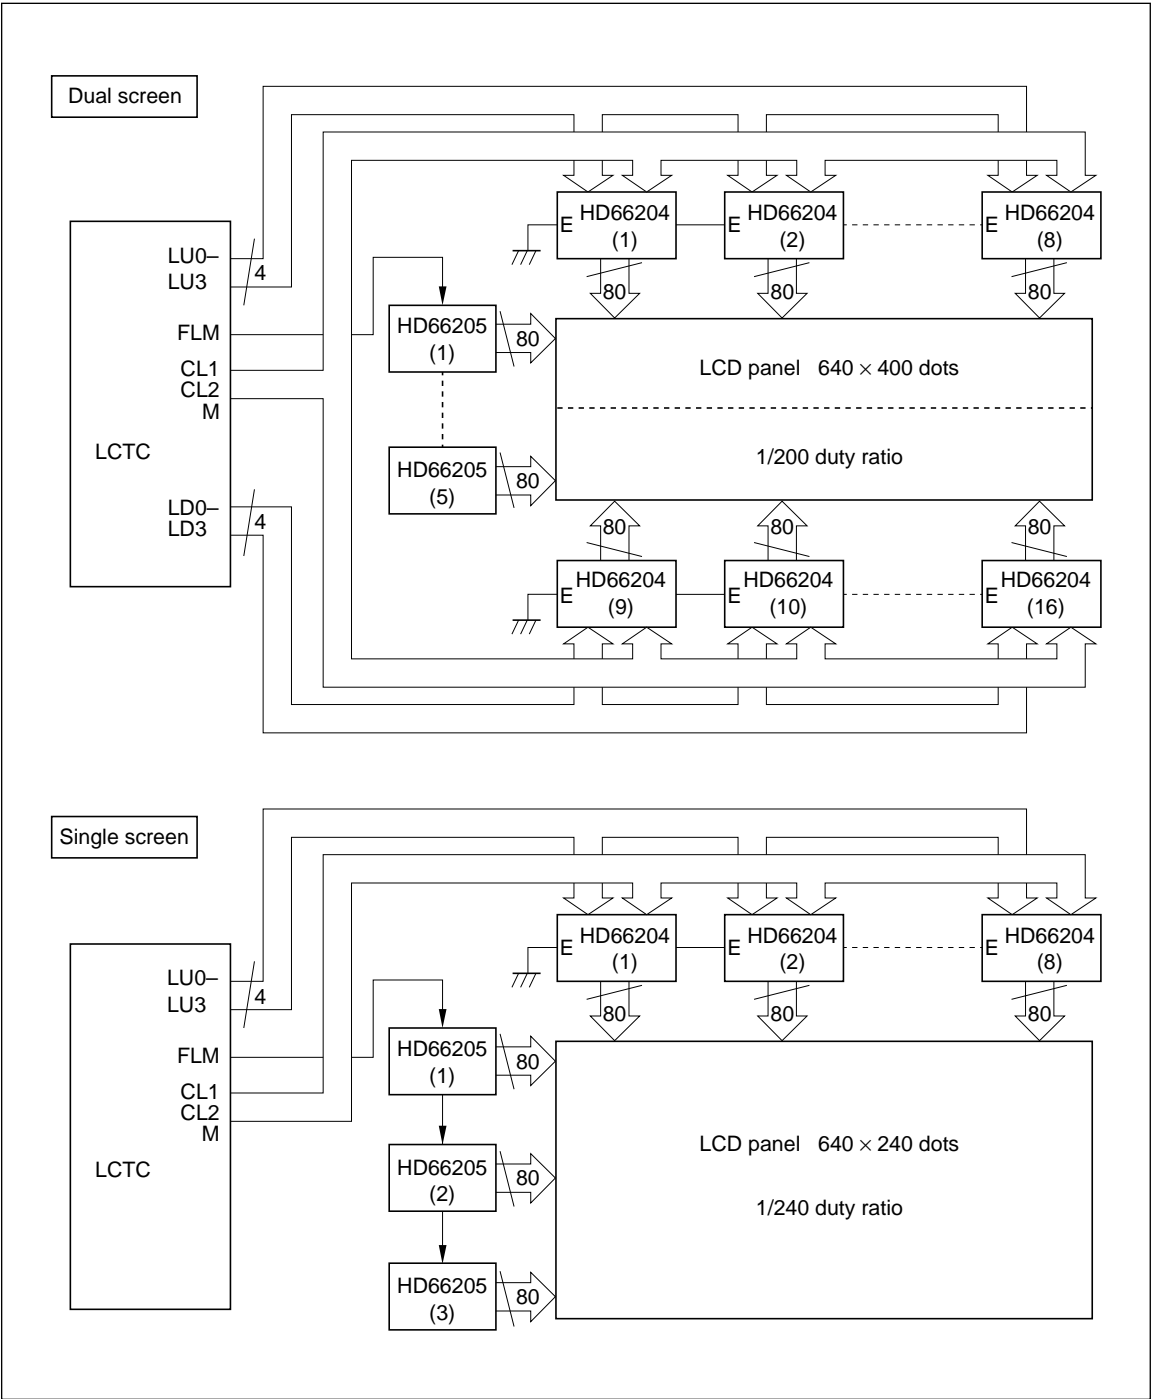 Dual screen
HD66204
(1)
E
HD66204
(2)
E
HD66204
(8)
E
LU0–
LU3
4
FLM
CL1
CL2
M
LCTC
LD0–
LD3
4
80
80
80
HD66205
(1)
80
LCD panel 640 × 400 dots
1/200 duty ratio
HD66205
(5)
80
80
80
80
E
HD66204
(9)
E
HD66204
(10)
E
HD66204
(16)
Single screen
E
HD66204
(1)
E
HD66204
(2)
E
HD66204
(8)
LU0–
LU3
4
FLM
CL1
CL2
M
LCTC
80
80
80
HD66205
(1)
80
HD66205
(2)
80
HD66205
(3)
80
LCD panel 640 × 240 dots
1/240 duty ratio